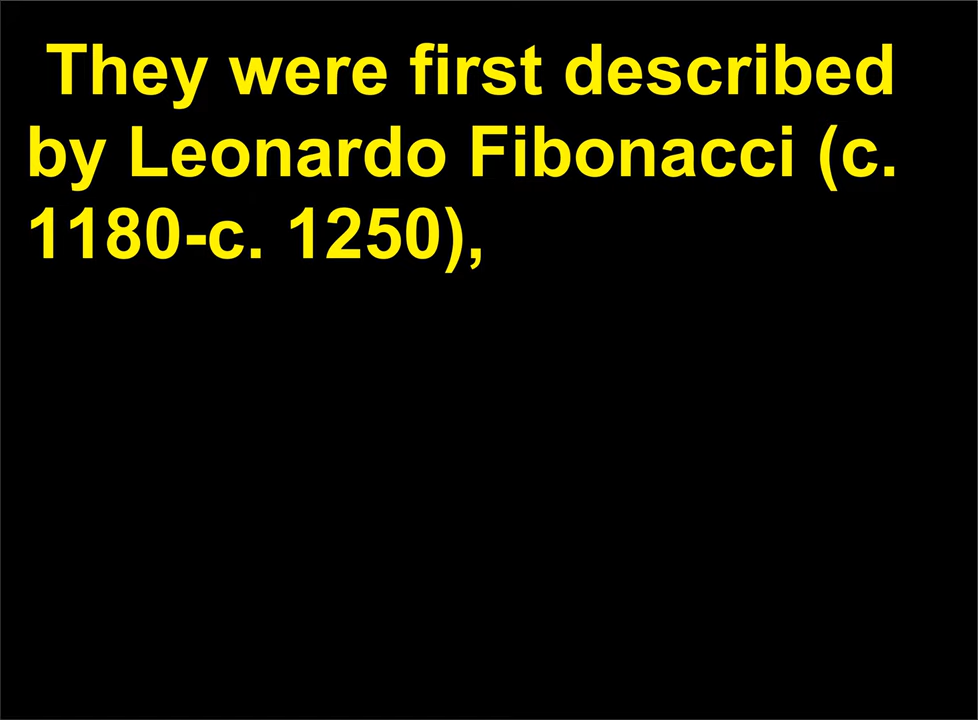 They were first described
by Leonardo Fibonacci (c.
1180-c. 1250),